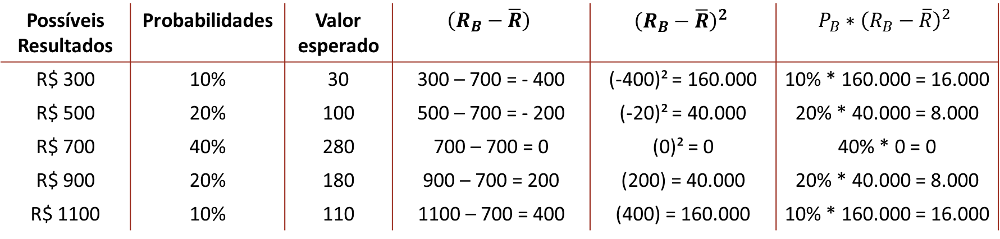 Possíveis Resultados | Probabilidades | Valor esperado | (R_B − R̅) | (R_B − R̅)² | P_B ∗ (R_B − R̅)²
R$ 300 | 10% | 30 | 300 – 700 = - 400 | (-400)² = 160.000 | 10% * 160.000 = 16.000
R$ 500 | 20% | 100 | 500 – 700 = - 200 | (-20)² = 40.000 | 20% * 40.000 = 8.000
R$ 700 | 40% | 280 | 700 – 700 = 0 | (0)² = 0 | 40% * 0 = 0
R$ 900 | 20% | 180 | 900 – 700 = 200 | (200) = 40.000 | 20% * 40.000 = 8.000
R$ 1100 | 10% | 110 | 1100 – 700 = 400 | (400) = 160.000 | 10% * 160.000 = 16.000